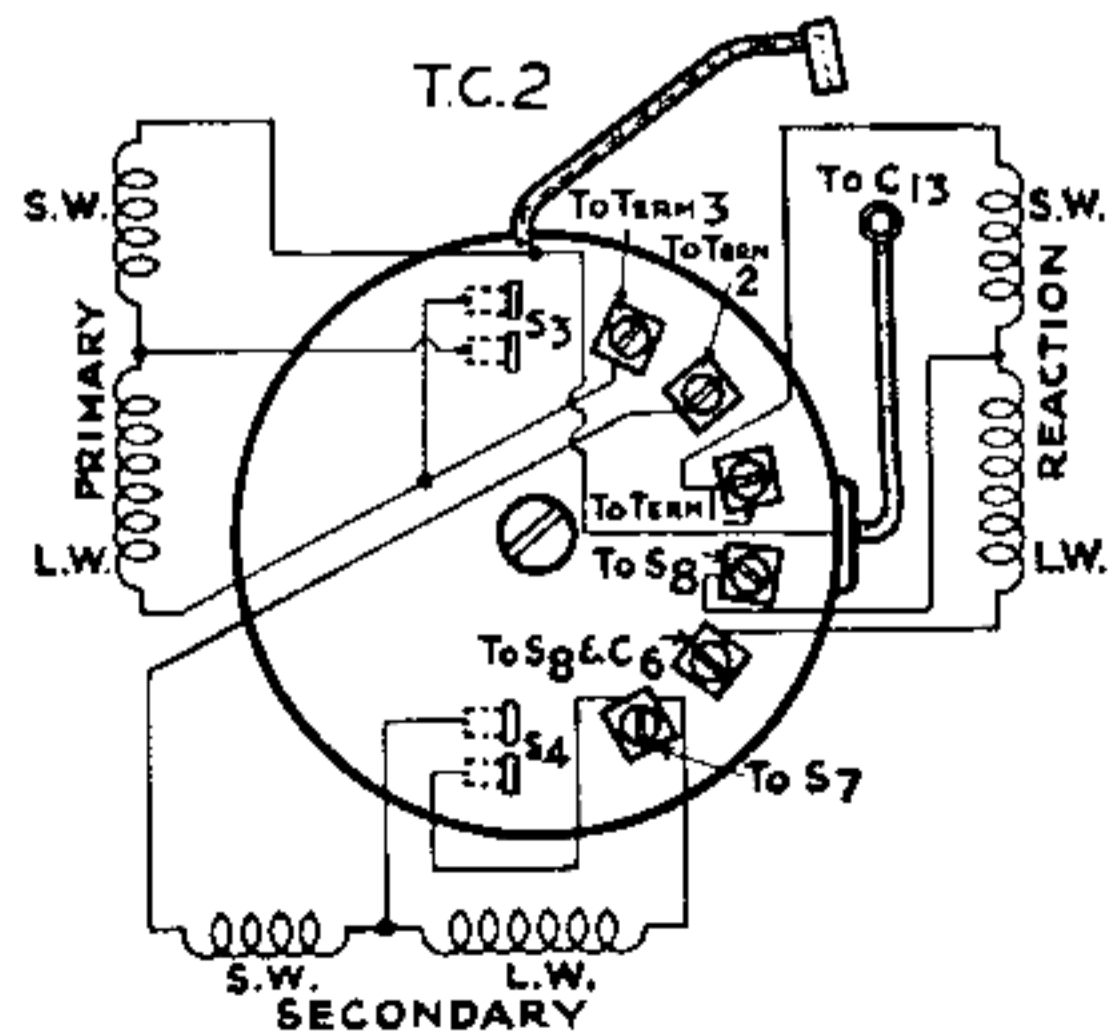 T.C.2
S.W.
PRIMARY
L.W.
S3
To TERM 3
To TERM
2
To C13
S.W.
REACTION
L.W.
To TERM 1
To S8
To S8 & C6
S4
To S7
S.W.
L.W.
SECONDARY